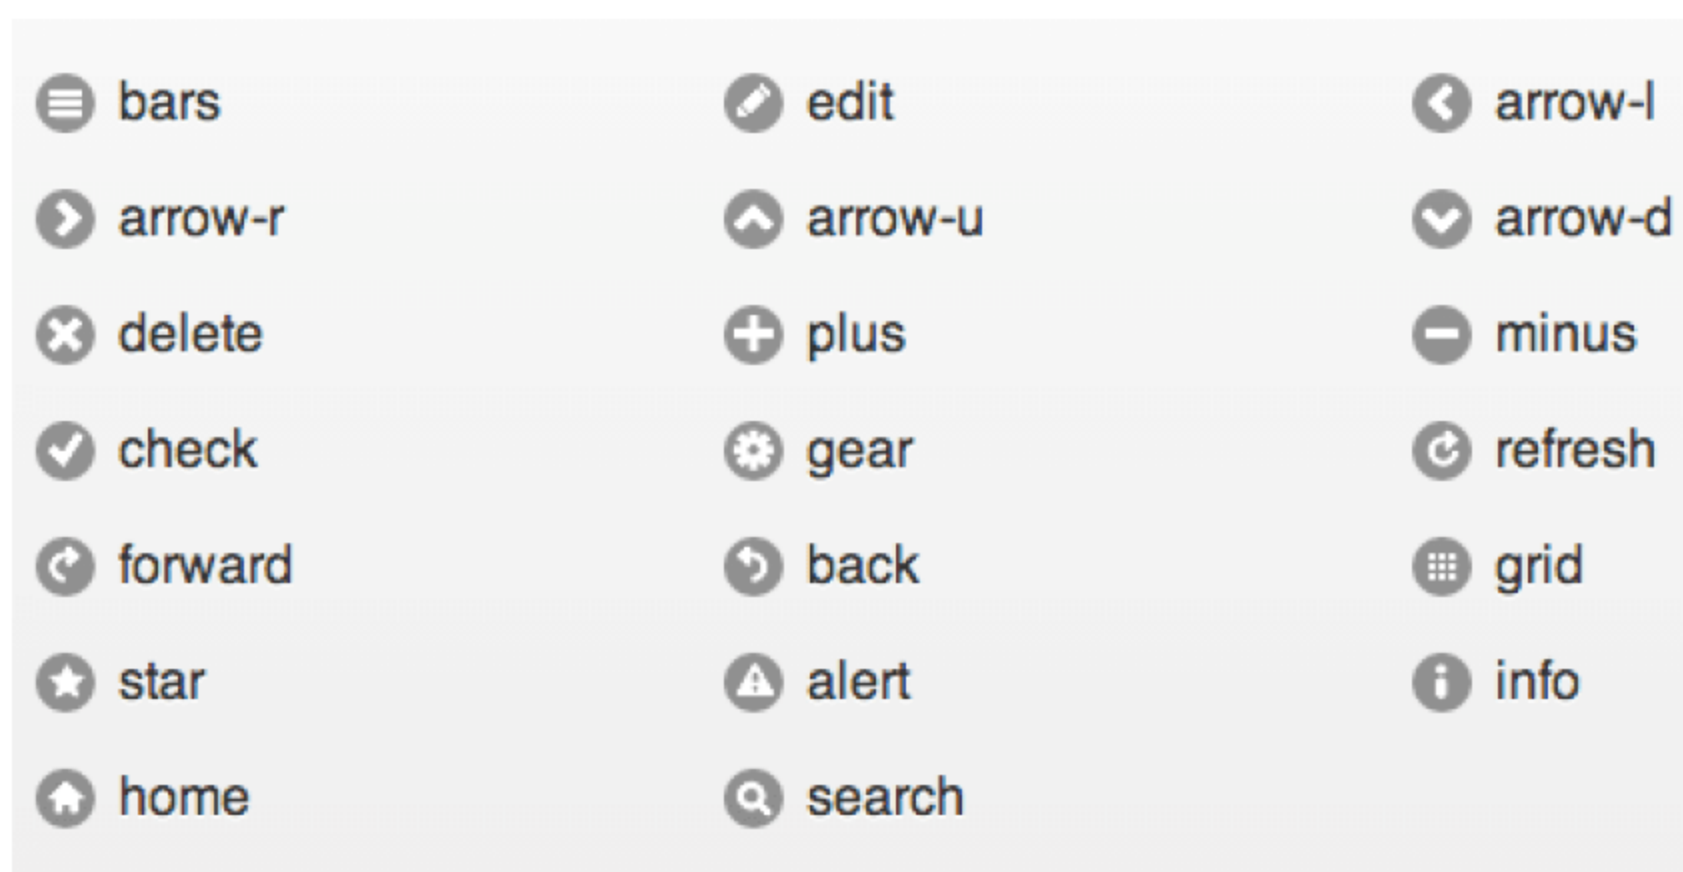 bars edit arrow-l
arrow-r arrow-u arrow-d
delete plus minus
check gear refresh
forward back grid
star alert info
home search